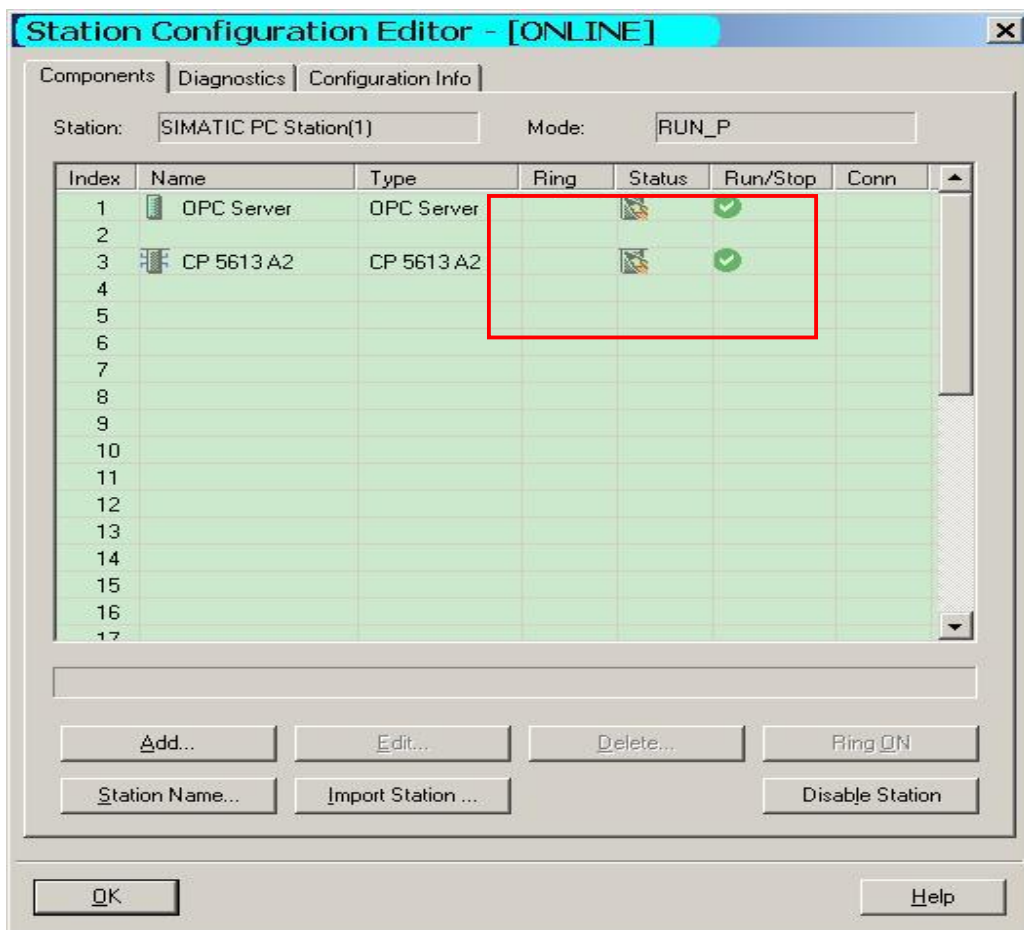 Station Configuration Editor - [ONLINE]
Components Diagnostics Configuration Info
Station: SIMATIC PC Station(1) Mode: RUN_P
Index Name Type Ring Status Run/Stop Conn
1 OPC Server OPC Server
2
3 CP 5613 A2 CP 5613 A2
4
5
6
7
8
9
10
11
12
13
14
15
16
17
Add... Edit... Delete... Ring ON
Station Name... Import Station ... Disable Station
OK Help